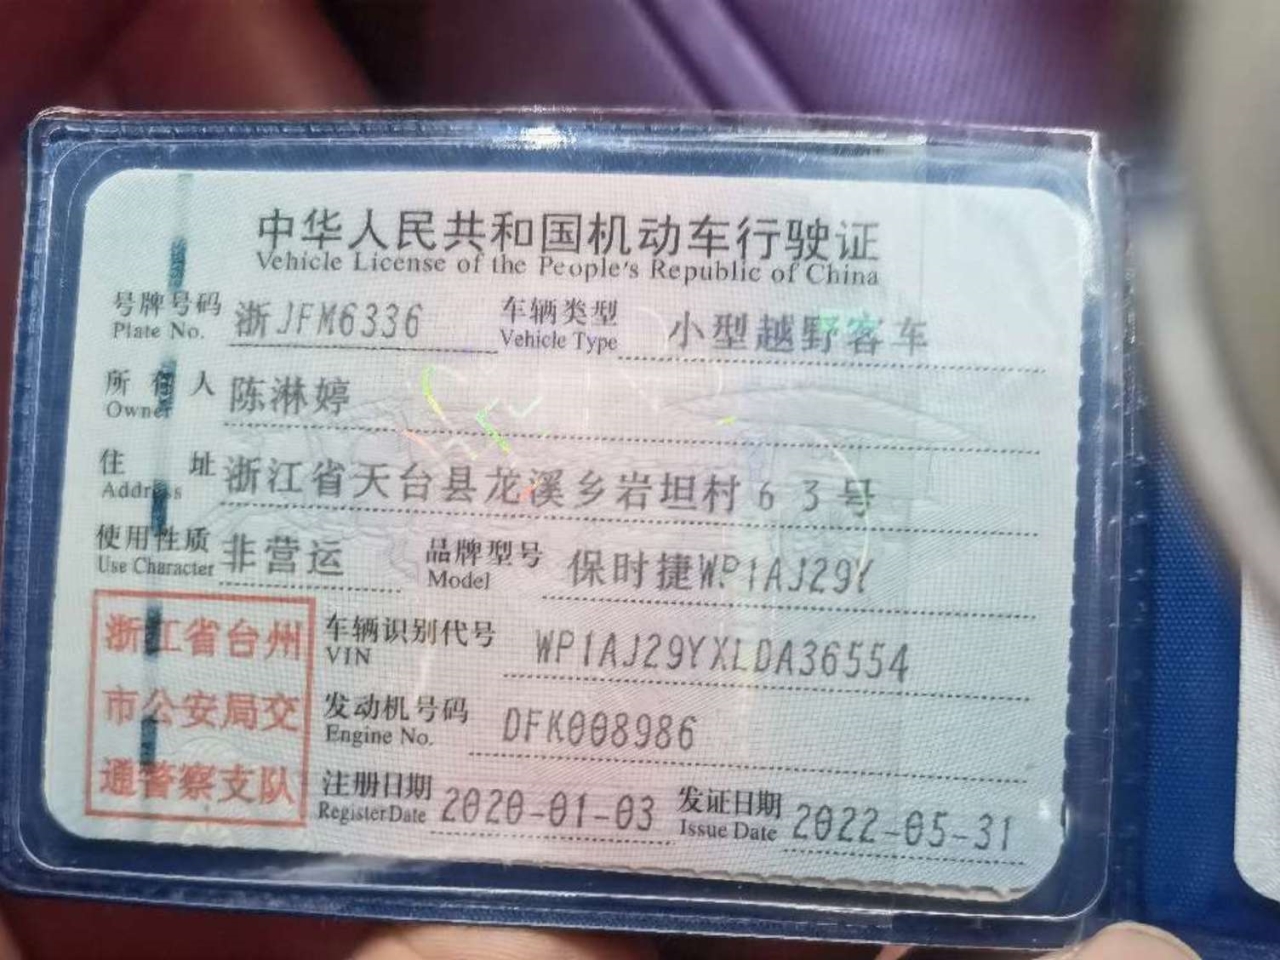 中华人民共和国机动车行驶证
Vehicle License of the People's Republic of China
号牌号码 浙JFM6336 车辆类型 小型越野客车
Plate No. Vehicle Type
所有人 陈淋婷
Owner
住址 浙江省天台县龙溪乡岩坦村63号
Address
使用性质 非营运 品牌型号 保时捷WP1AJ29Y
Use Character Model
浙江省台州
市公安局交
通警察支队
车辆识别代号 WP1AJ29YXLDA36554
VIN
发动机号码 DFK008986
Engine No.
注册日期 2020-01-03 发证日期 2022-05-31
Register Date Issue Date